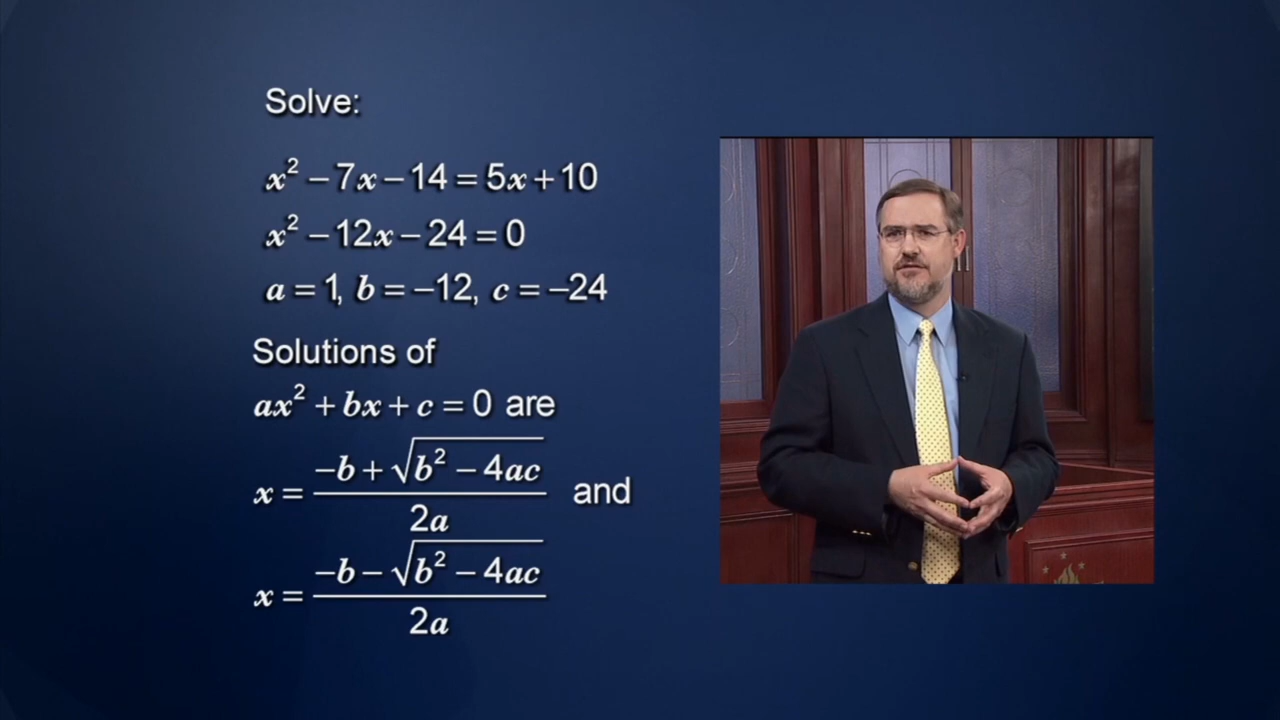 Solve:
x² − 7x − 14 = 5x + 10
x² − 12x − 24 = 0
a = 1, b = −12, c = −24
Solutions of
ax² + bx + c = 0 are
x = (−b + √(b² − 4ac)) / 2a and
x = (−b − √(b² − 4ac)) / 2a